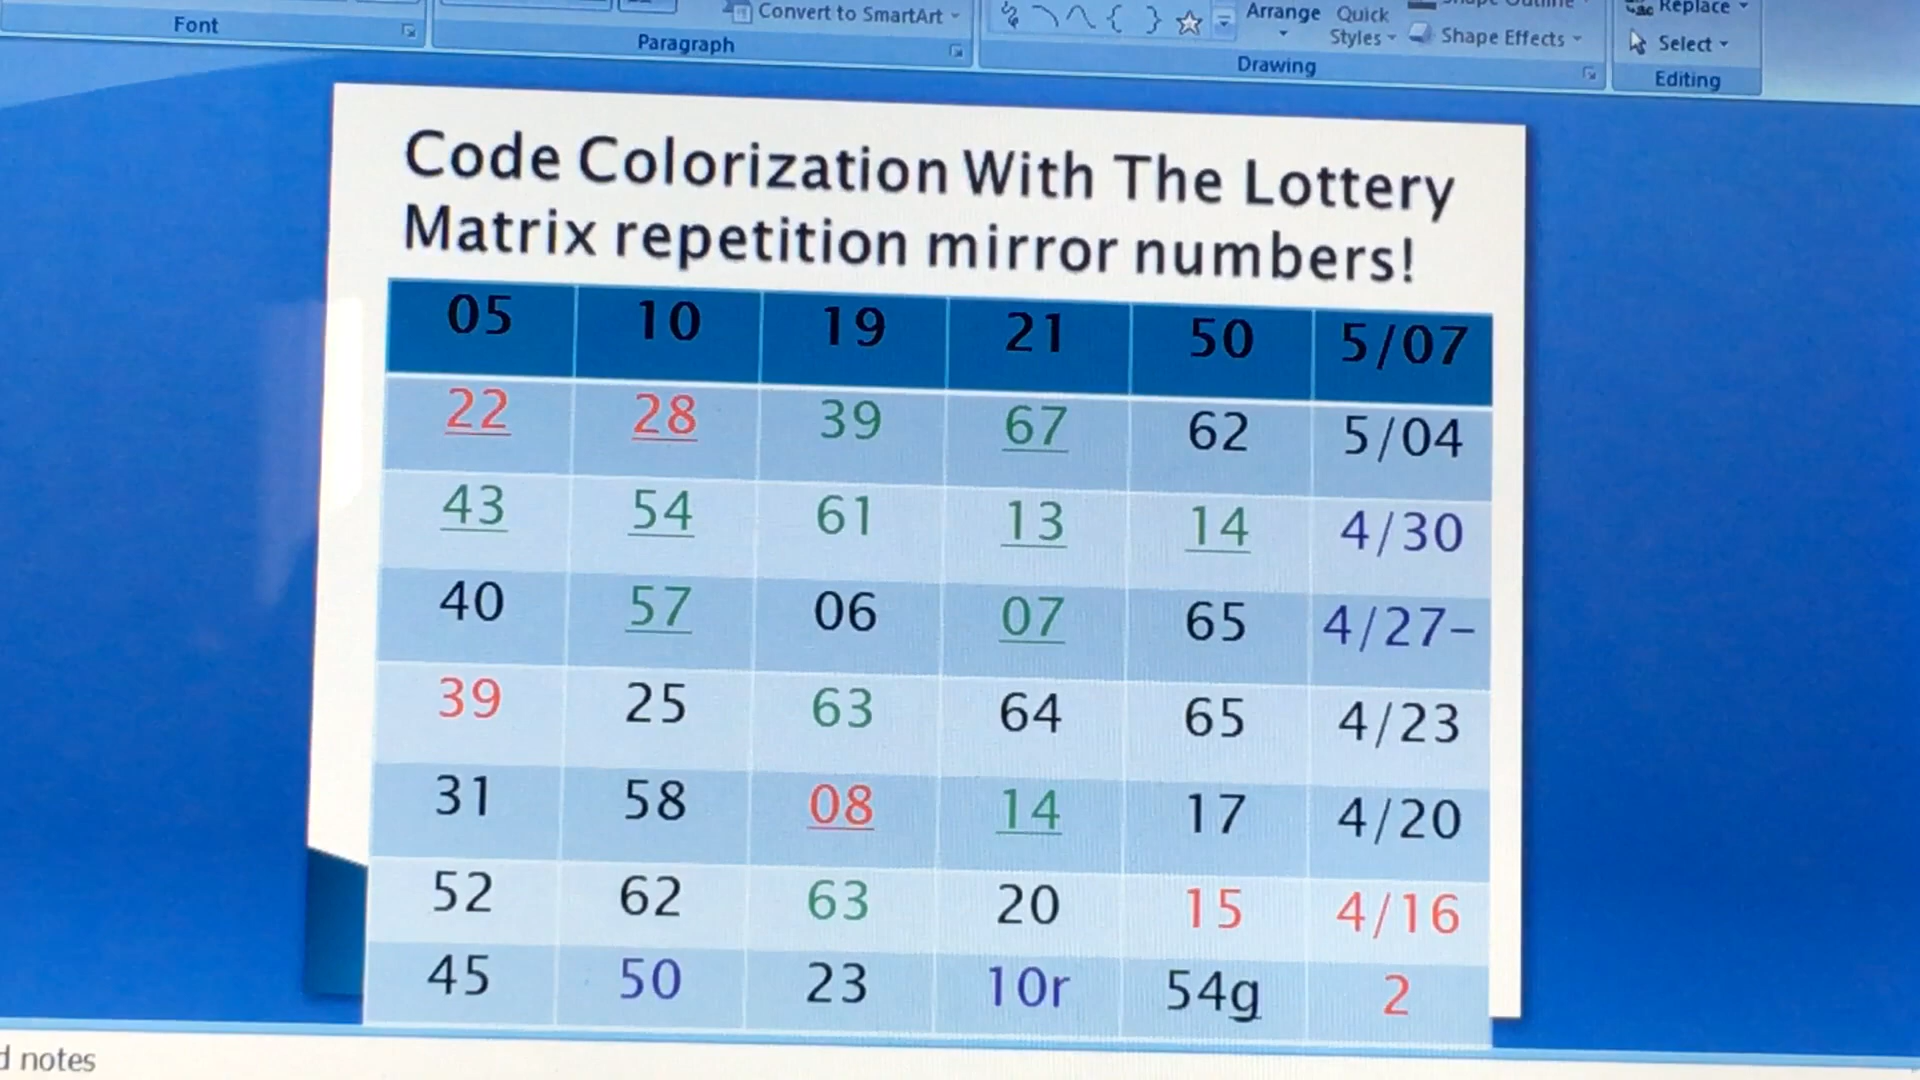 Convert to SmartArt
Arrange
Quick
Styles
Shape Effects
Replace
Select
Font
Paragraph
Drawing
Editing
Code Colorization With The Lottery
Matrix repetition mirror numbers!
05 10 19 21 50 5/07
22 28 39 67 62 5/04
43 54 61 13 14 4/30
40 57 06 07 65 4/27-
39 25 63 64 65 4/23
31 58 08 14 17 4/20
52 62 63 20 15 4/16
45 50 23 10r 54g 2
notes